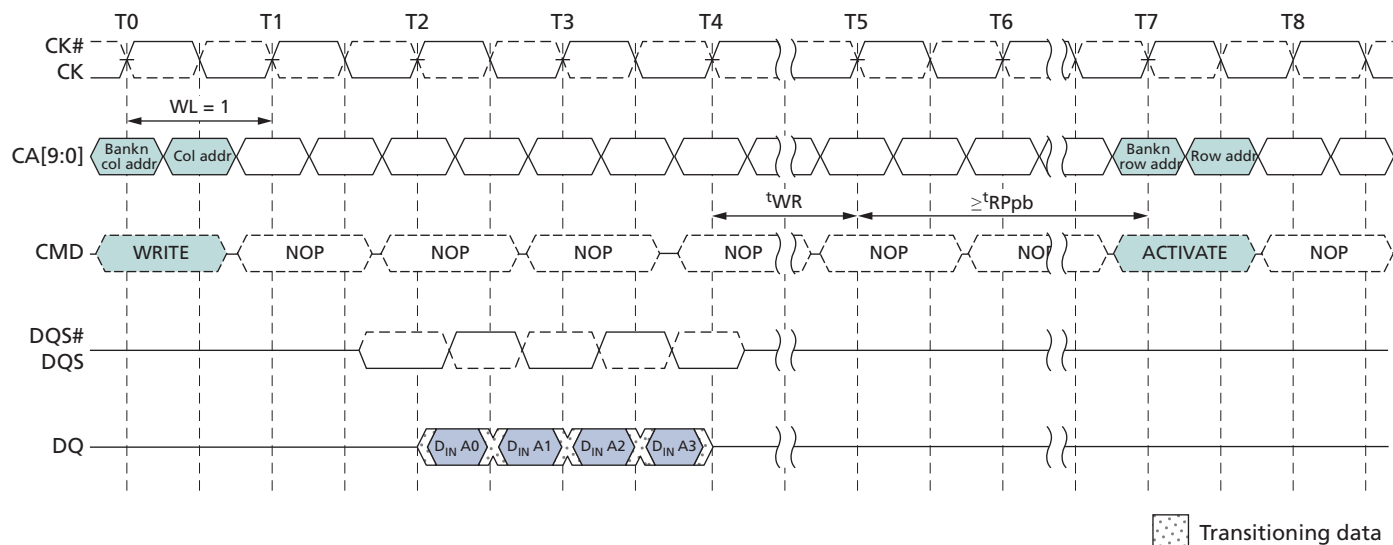 T0 T1 T2 T3 T4 T5 T6 T7 T8
CK#
CK
WL = 1
CA[9:0]
Bankn col addr
Col addr
Bankn row addr
Row addr
tWR
≥tRPpb
CMD
WRITE NOP NOP NOP NOP NOP NOP ACTIVATE NOP
DQS#
DQS
DQ
DIN A0 DIN A1 DIN A2 DIN A3
Transitioning data